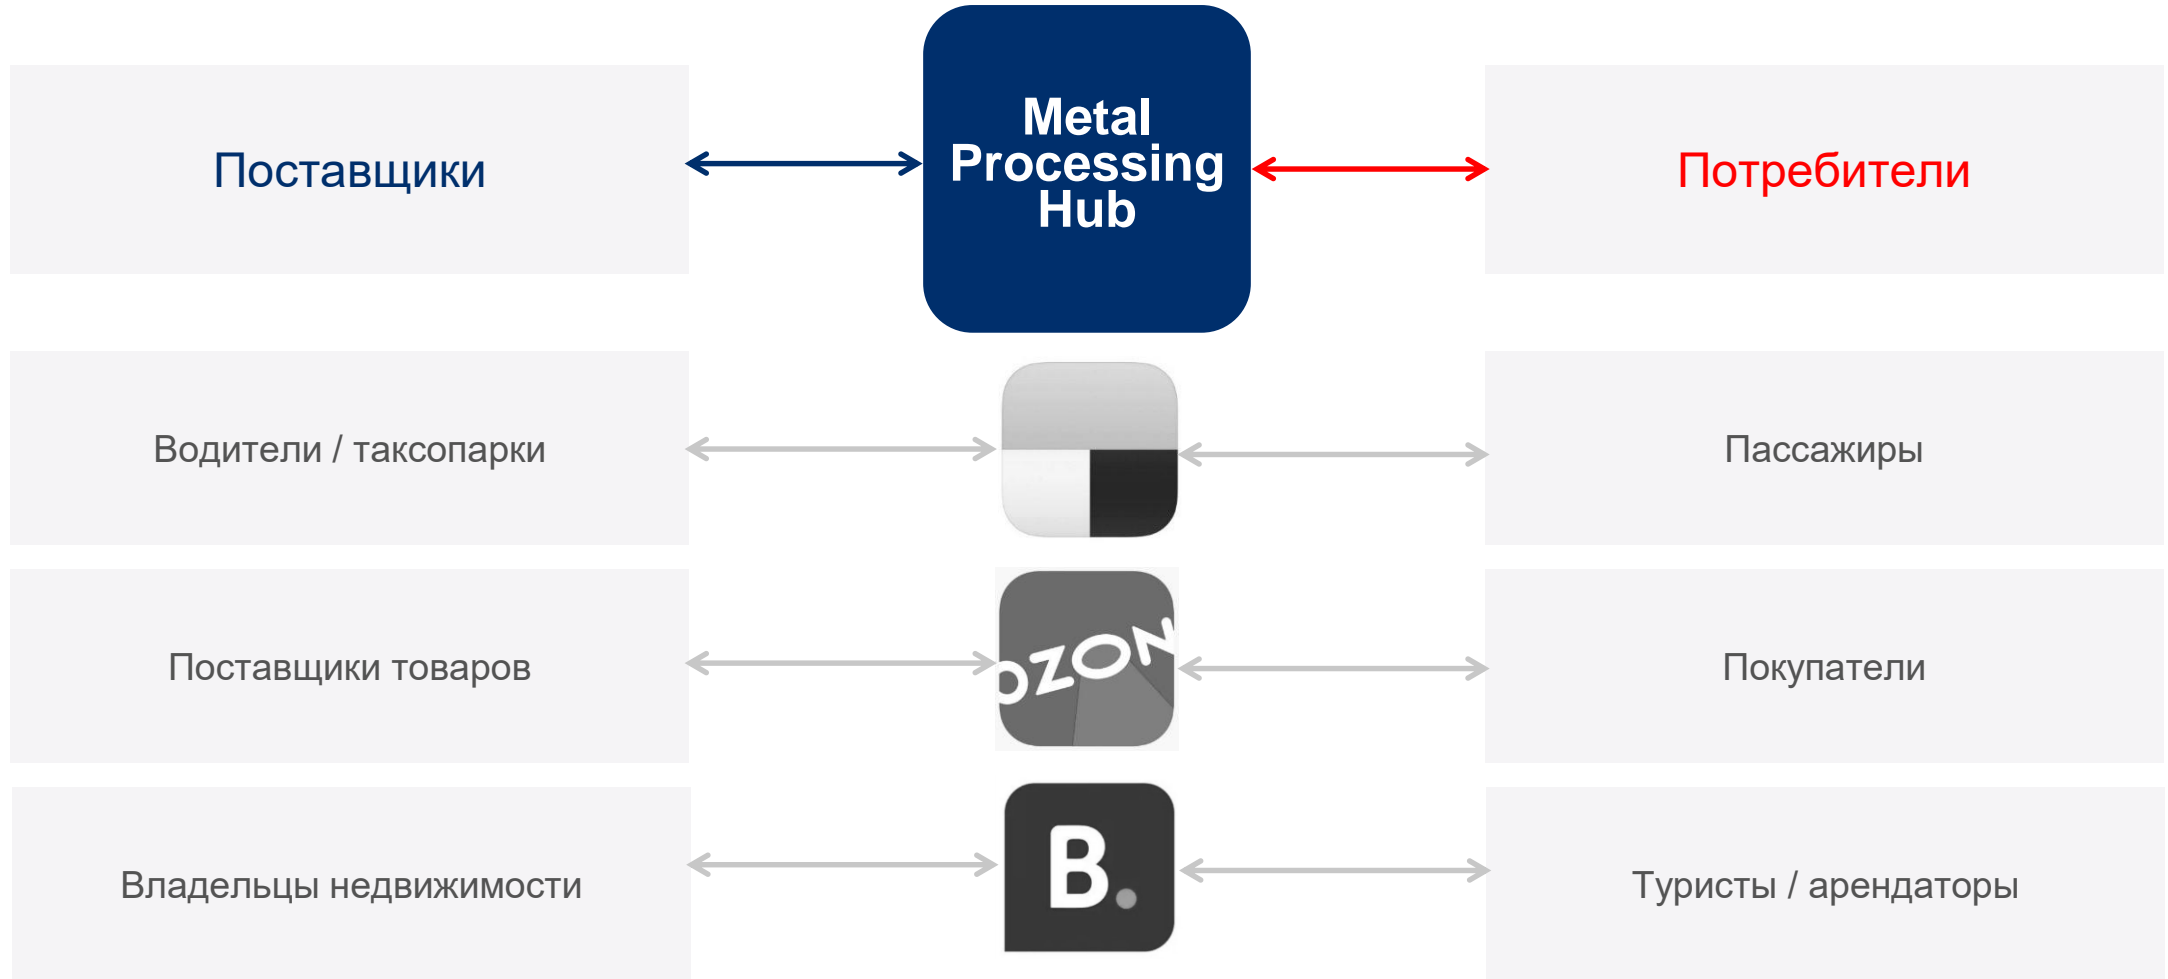 Поставщики
Metal
Processing
Hub
Потребители
Водители / таксопарки
Пассажиры
Поставщики товаров
OZON
Покупатели
Владельцы недвижимости
B.
Туристы / арендаторы